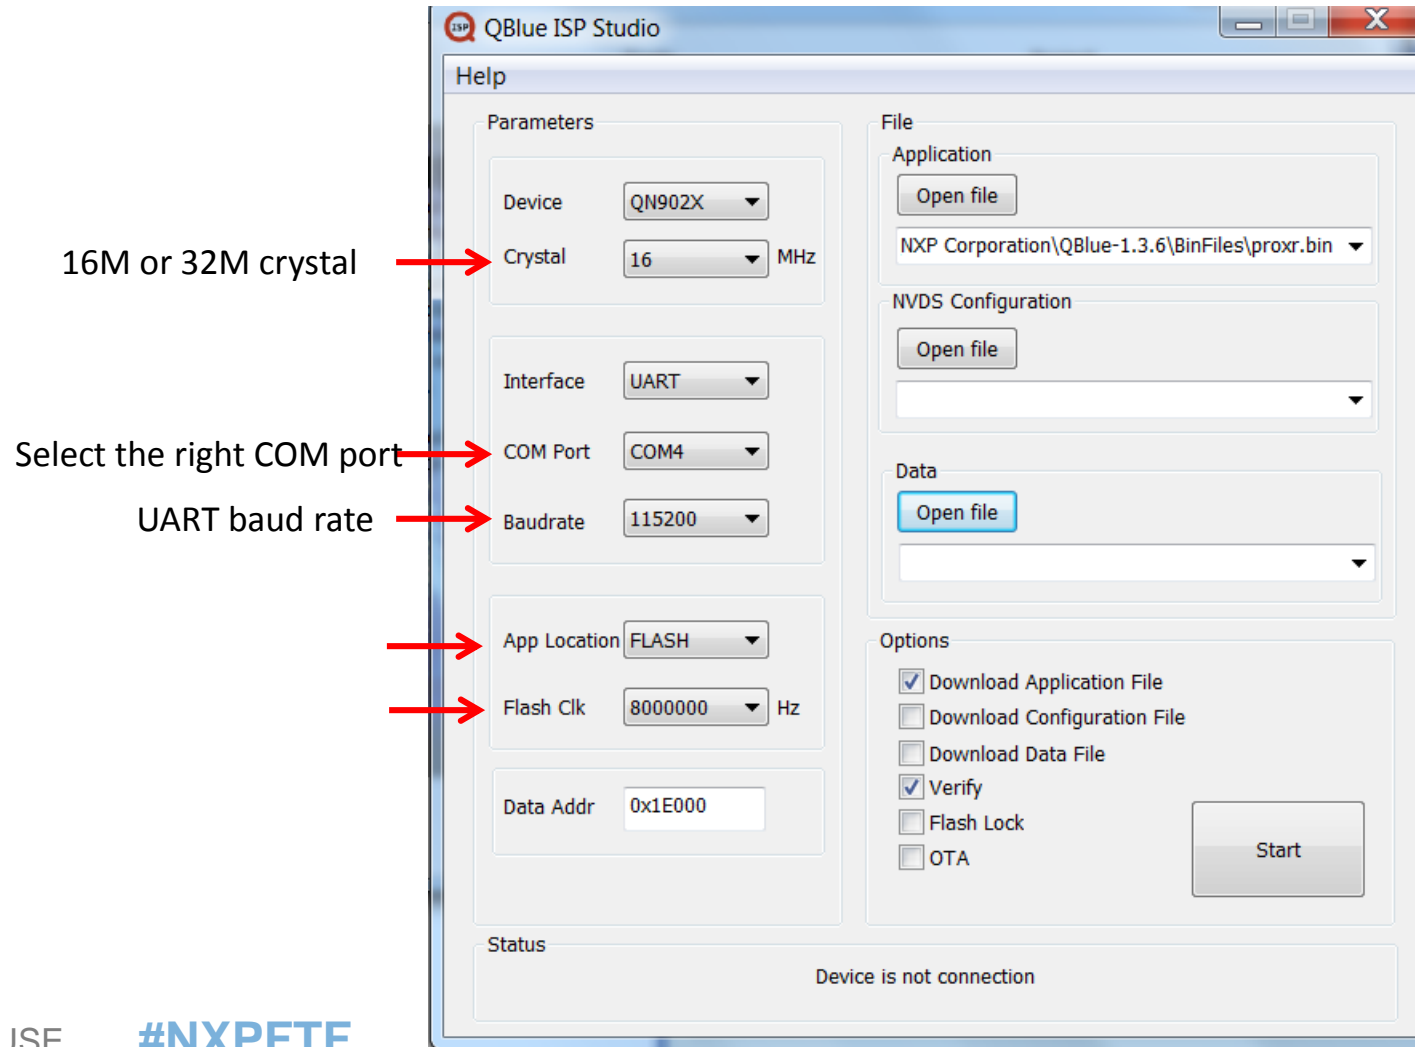 ISP QBlue ISP Studio
Help
Parameters
Device QN902X
16M or 32M crystal
Crystal 16 MHz
Interface UART
Select the right COM port
COM Port COM4
UART baud rate
Baudrate 115200
App Location FLASH
Flash Clk 8000000 Hz
Data Addr 0x1E000
File
Application
Open file
NXP Corporation\QBlue-1.3.6\BinFiles\proxr.bin
NVDS Configuration
Open file
Data
Open file
Options
Download Application File
Download Configuration File
Download Data File
Verify
Flash Lock
OTA
Start
Status
Device is not connection
#NXPFTF